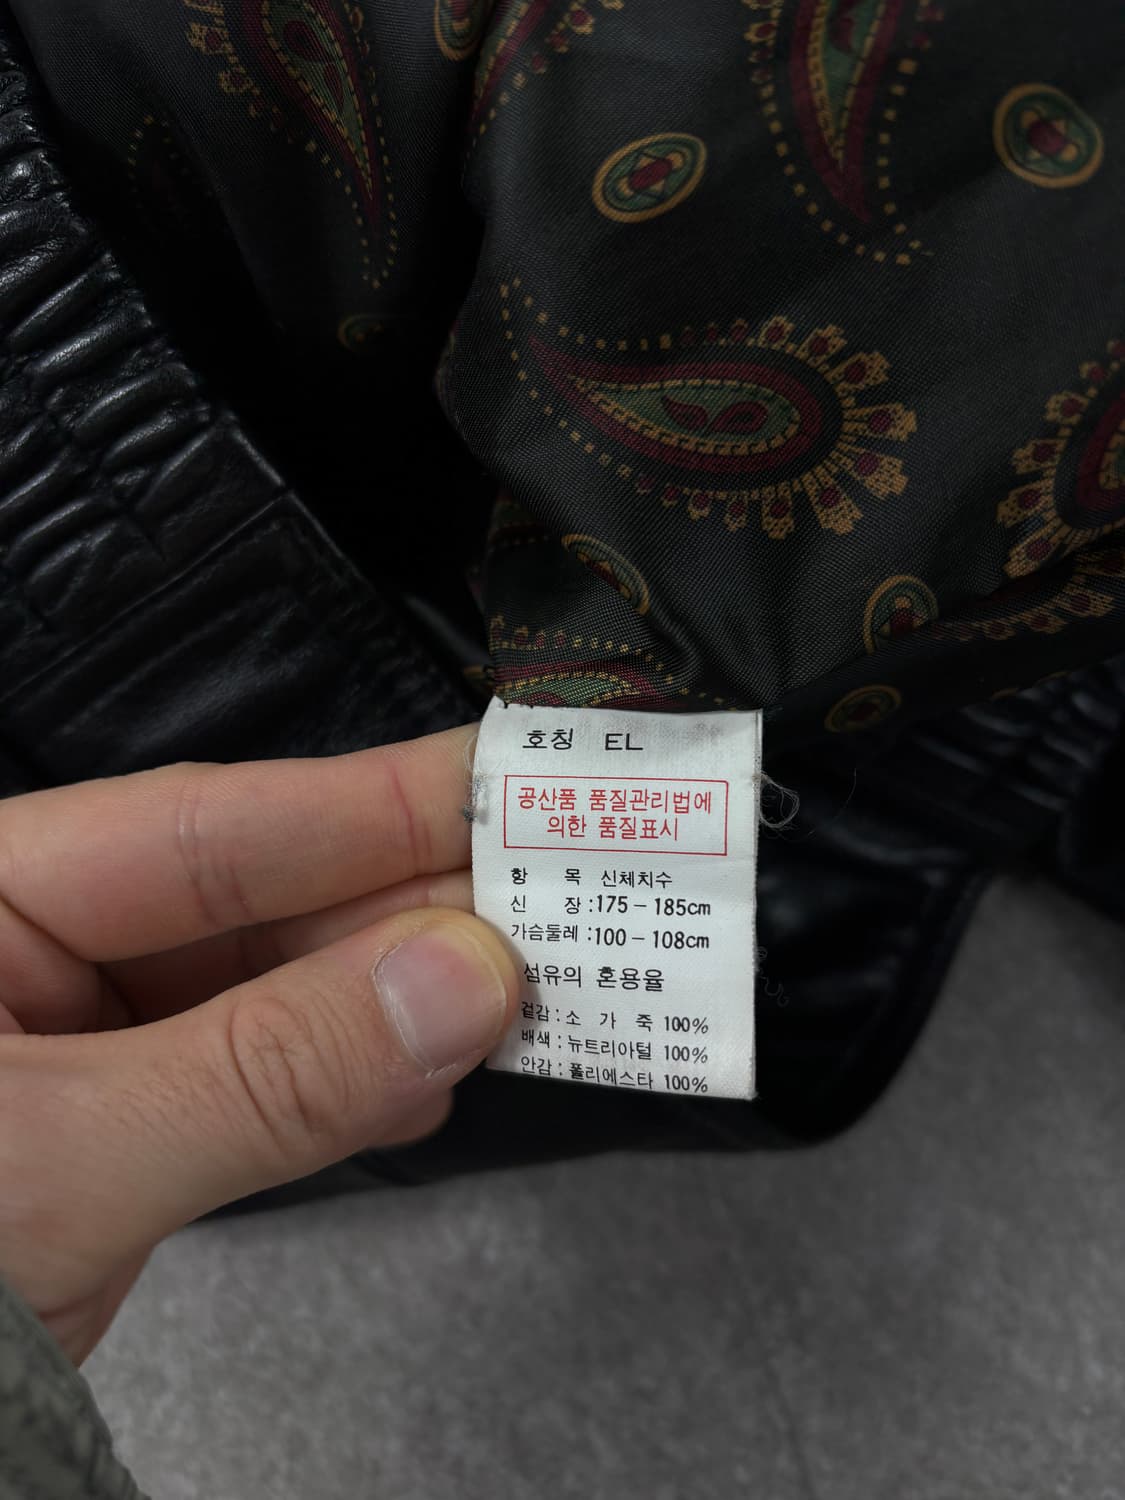 호칭 EL
공산품 품질관리법에
의한 품질표시
항 목 신체치수
신 장 : 175 - 185cm
가슴둘레 : 100 - 108cm
섬유의 혼용율
겉감 : 소 가 죽 100%
배색 : 뉴트리아털 100%
안감 : 폴리에스타 100%